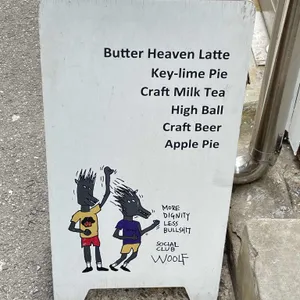 Butter Heaven Latte
Key-lime Pie
Craft Milk Tea
High Ball
Craft Beer
Apple Pie
MORE
DIGNITY
LESS
BULLSHIT
SOCIAL
CLUB
WOOLF